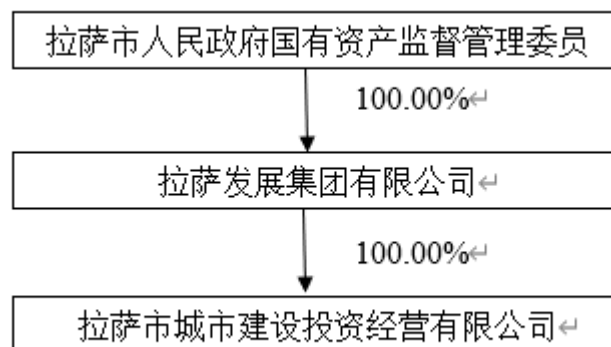 拉萨市人民政府国有资产监督管理委员
100.00%↵
拉萨发展集团有限公司↵
100.00%↵
拉萨市城市建设投资经营有限公司↵